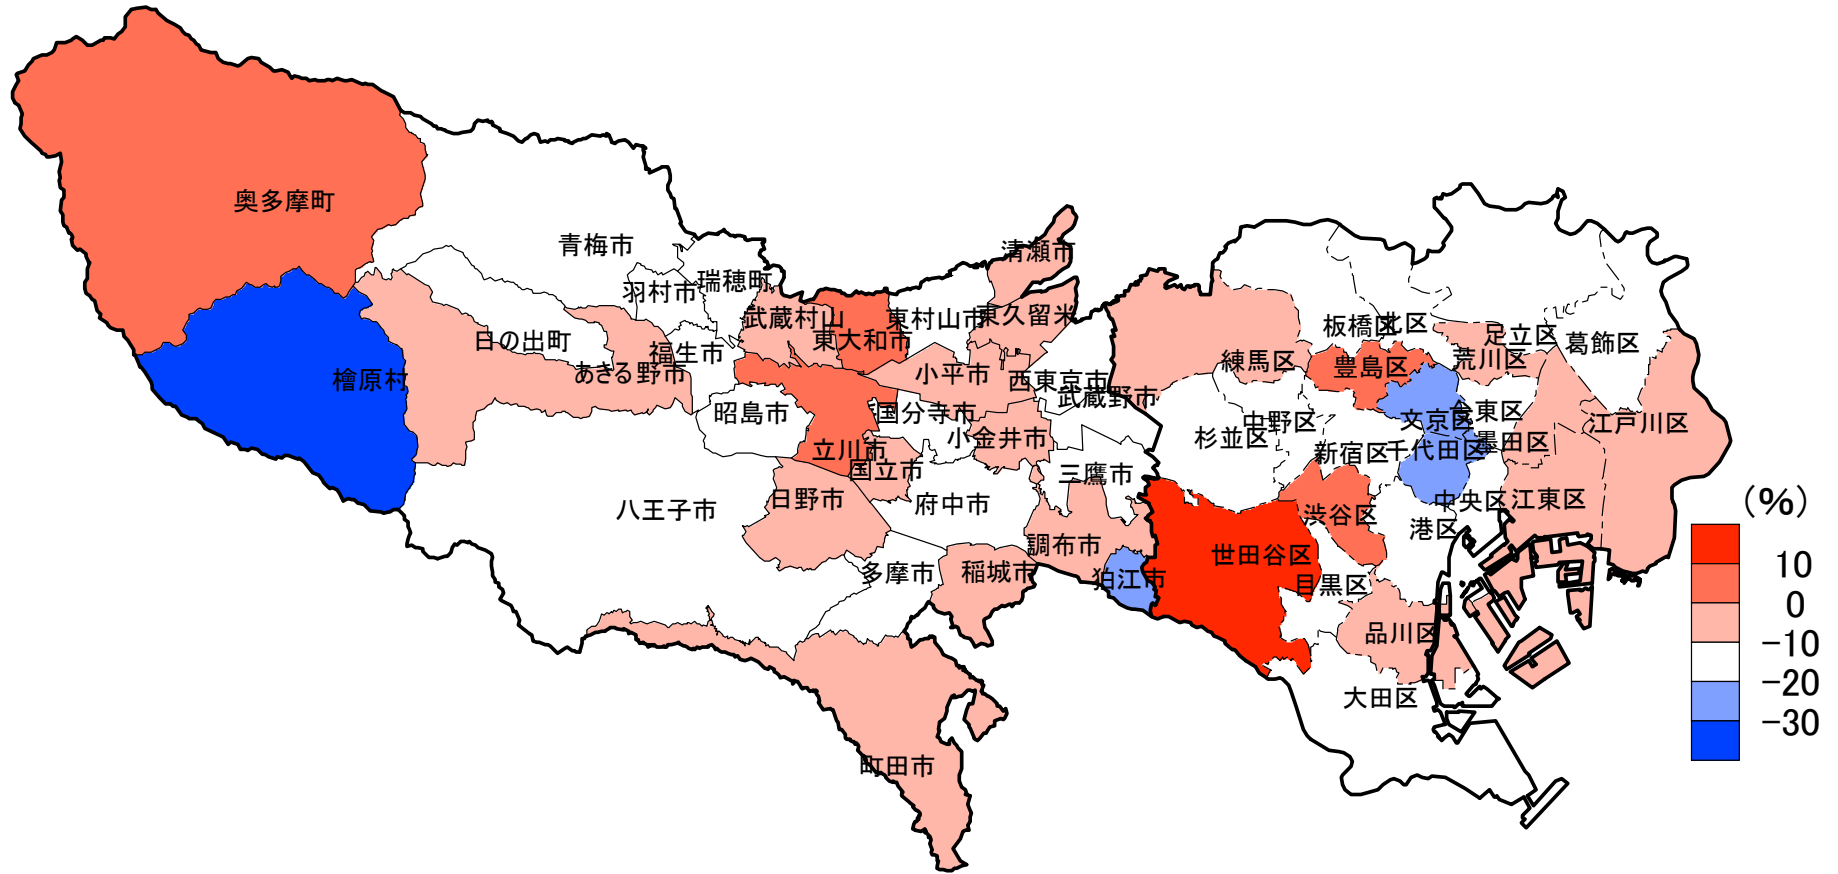 奥多摩町
青梅市
清瀬市
瑞穂町
羽村市
武蔵村山
東村山市
東久留米
東大和市
日の出町
福生市
板橋区
北区
足立区
葛飾区
荒川区
練馬区
豊島区
檜原村
あきる野市
小平市
西東京市
武蔵野市
昭島市
国分寺市
小金井市
中野区
杉並区
文京区
台東区
墨田区
江戸川区
立川市
国立市
三鷹市
新宿区
千代田区
日野市
府中市
八王子市
渋谷区
中央区
江東区
港区
調布市
世田谷区
多摩市
稲城市
狛江市
目黒区
品川区
大田区
町田市
(%)
10
0
-10
-20
-30